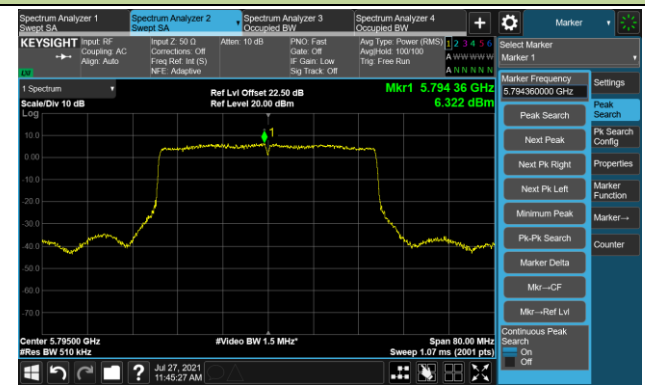 Spectrum Analyzer 1
Swept SA
Spectrum Analyzer 2
Swept SA
Spectrum Analyzer 3
Occupied BW
Spectrum Analyzer 4
Occupied BW
Marker
KEYSIGHT
Input: RF
Coupling: AC
Align: Auto
Input Z: 50 Ω
Corrections: Off
Freq Ref: Int (S)
NFE: Adaptive
Atten: 10 dB
PNO: Fast
Gate: Off
IF Gain: Low
Sig Track: Off
Avg Type: Power (RMS)
Avg|Hold: 100/100
Trig: Free Run
1 2 3 4 5 6
A W W W W W
A N N N N N
Select Marker
Marker 1
1 Spectrum
Scale/Div 10 dB
Log
Ref Lvl Offset 22.50 dB
Ref Level 20.00 dBm
Mkr1 5.794 36 GHz
6.322 dBm
Marker Frequency
5.794360000 GHz
Settings
Peak Search
Next Peak
Next Pk Right
Next Pk Left
Minimum Peak
Pk-Pk Search
Marker Delta
Mkr→CF
Mkr→Ref Lvl
Continuous Peak
Search
On
Off
Peak
Search
Pk Search
Config
Properties
Marker
Function
Marker→
Counter
1
10.0
0.00
-10.0
-20.0
-30.0
-40.0
-50.0
-60.0
-70.0
Center 5.79500 GHz
#Res BW 510 kHz
#Video BW 1.5 MHz*
Span 80.00 MHz
Sweep 1.07 ms (2001 pts)
?
Jul 27, 2021
11:45:27 AM